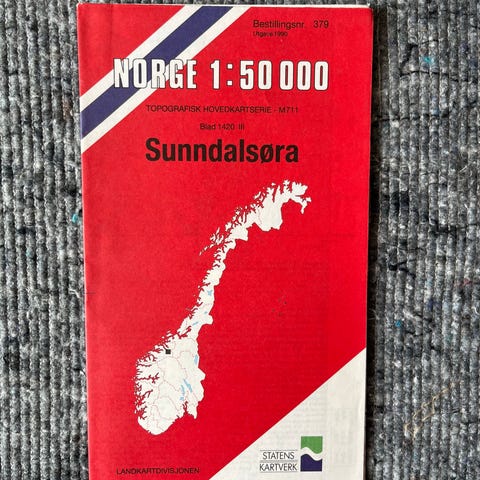 Bestillingsnr. 379
Utgave 1990
NORGE 1:50 000
TOPOGRAFISK HOVEDKARTSERIE - M711
Blad 1420 III
Sunndalsøra
STATENS
KARTVERK
LANDKARTDIVISJONEN